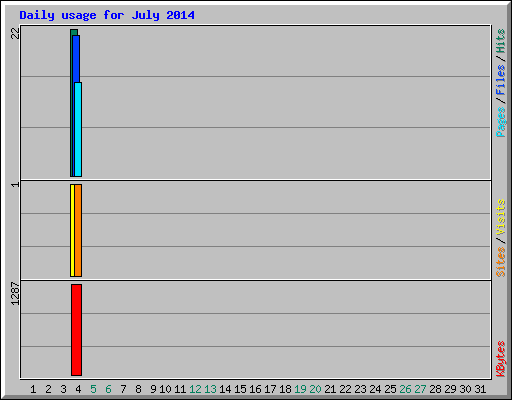 Daily usage for July 2014
22
Pages/Files/Hits
1
Sites/Visits
1287
KBytes
1 2 3 4 5 6 7 8 9 10 11 12 13 14 15 16 17 18 19 20 21 22 23 24 25 26 27 28 29 30 31